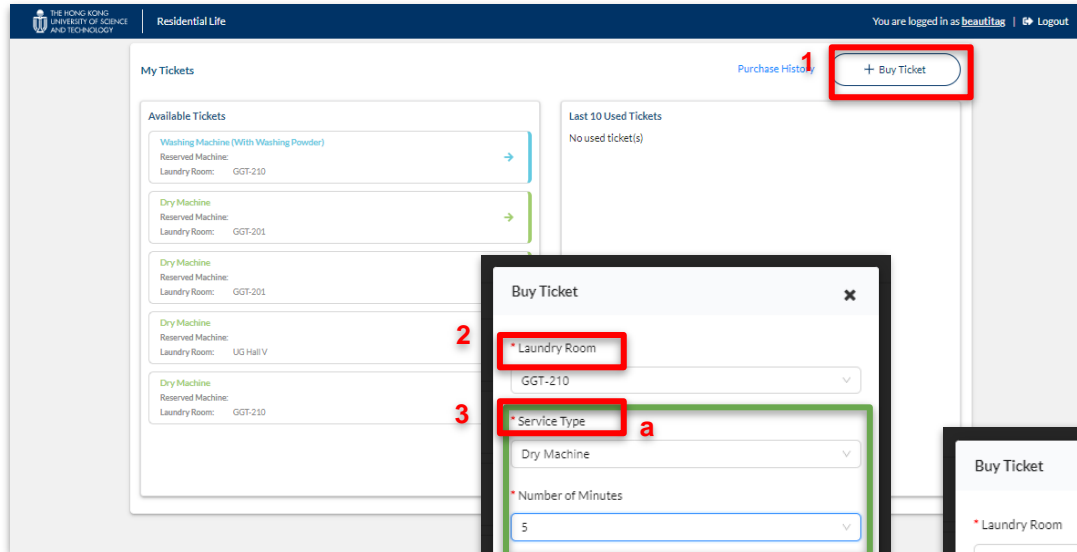 THE HONG KONG
UNIVERSITY OF SCIENCE
AND TECHNOLOGY
Residential Life
You are logged in as beautitag | Logout
My Tickets
Purchase History
1
+ Buy Ticket
Available Tickets
Washing Machine (With Washing Powder)
Reserved Machine:
Laundry Room: GGT-210
Dry Machine
Reserved Machine:
Laundry Room: GGT-201
Dry Machine
Reserved Machine:
Laundry Room: GGT-201
Dry Machine
Reserved Machine:
Laundry Room: UG Hall V
Dry Machine
Reserved Machine:
Laundry Room: GGT-210
Last 10 Used Tickets
No used ticket(s)
Buy Ticket
2
* Laundry Room
GGT-210
3
* Service Type
a
Dry Machine
* Number of Minutes
5
Buy Ticket
* Laundry Room